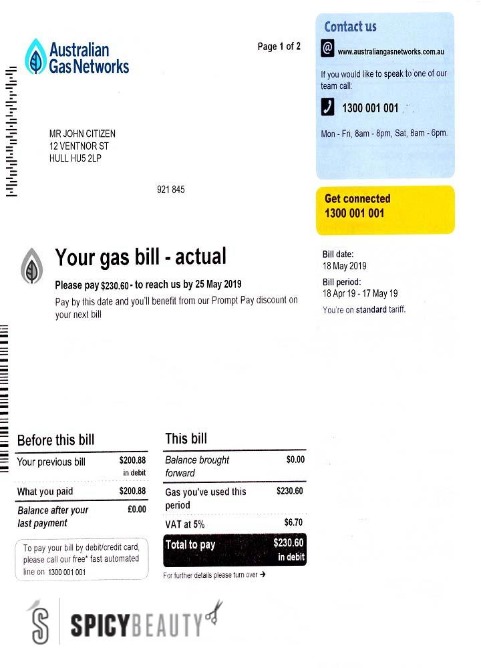 Australian
Gas Networks
Page 1 of 2
Contact us
@ www.australiangasnetworks.com.au
If you would like to speak to one of our
team call:
1300 001 001
Mon - Fri, 8am - 8pm, Sat, 8am - 6pm.
MR JOHN CITIZEN
12 VENTNOR ST
HULL HU5 2LP
921 845
Get connected
1300 001 001
Your gas bill - actual
Please pay $230.60- to reach us by 25 May 2019
Pay by this date and you'll benefit from our Prompt Pay discount on
your next bill
Bill date:
18 May 2019
Bill period:
18 Apr 19 - 17 May 19
You're on standard tariff.
Before this bill
Your previous bill $200.88
in debit
What you paid $200.88
Balance after your £0.00
last payment
To pay your bill by debit/credit card,
please call our free* fast automated
line on 1300 001 001
This bill
Balance brought $0.00
forward
Gas you've used this $230.60
period
VAT at 5% $6.70
Total to pay $230.60
in debit
For further details please turn over →
S SPICYBEAUTY